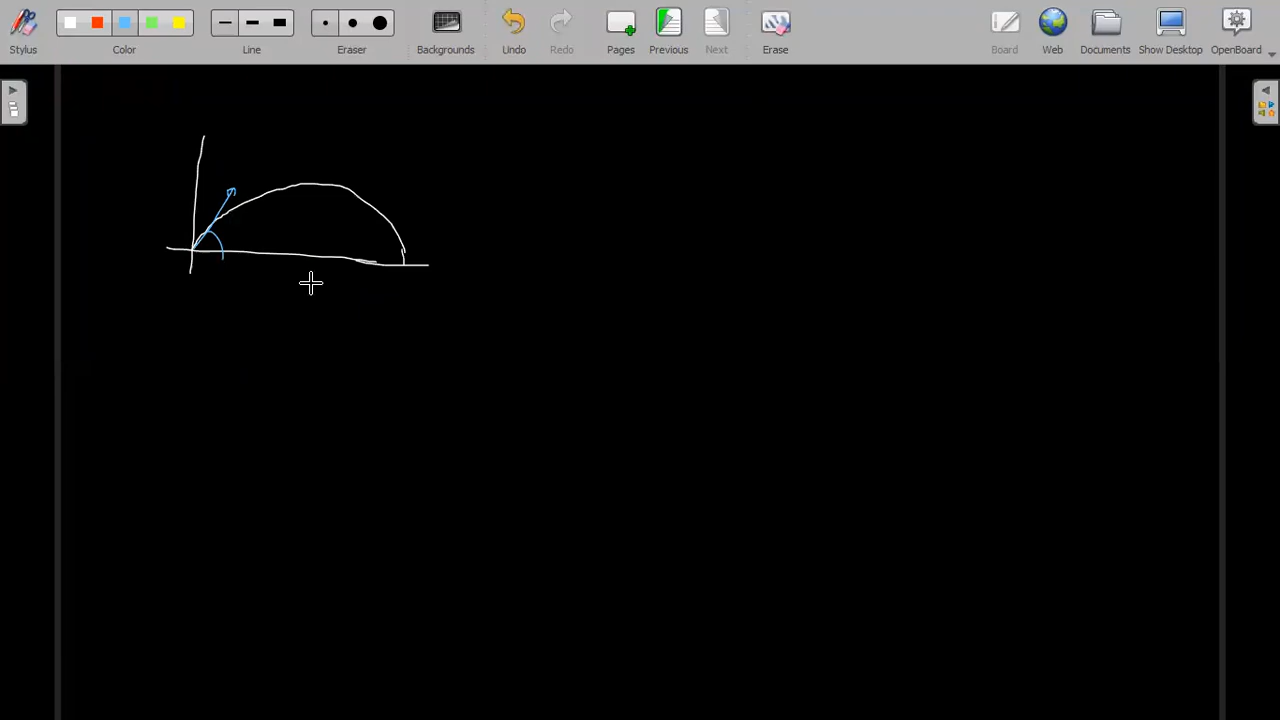 Stylus
Color
Line
Eraser
Backgrounds
Undo
Redo
Pages
Previous
Next
Erase
Board
Web
Documents
Show Desktop
OpenBoard